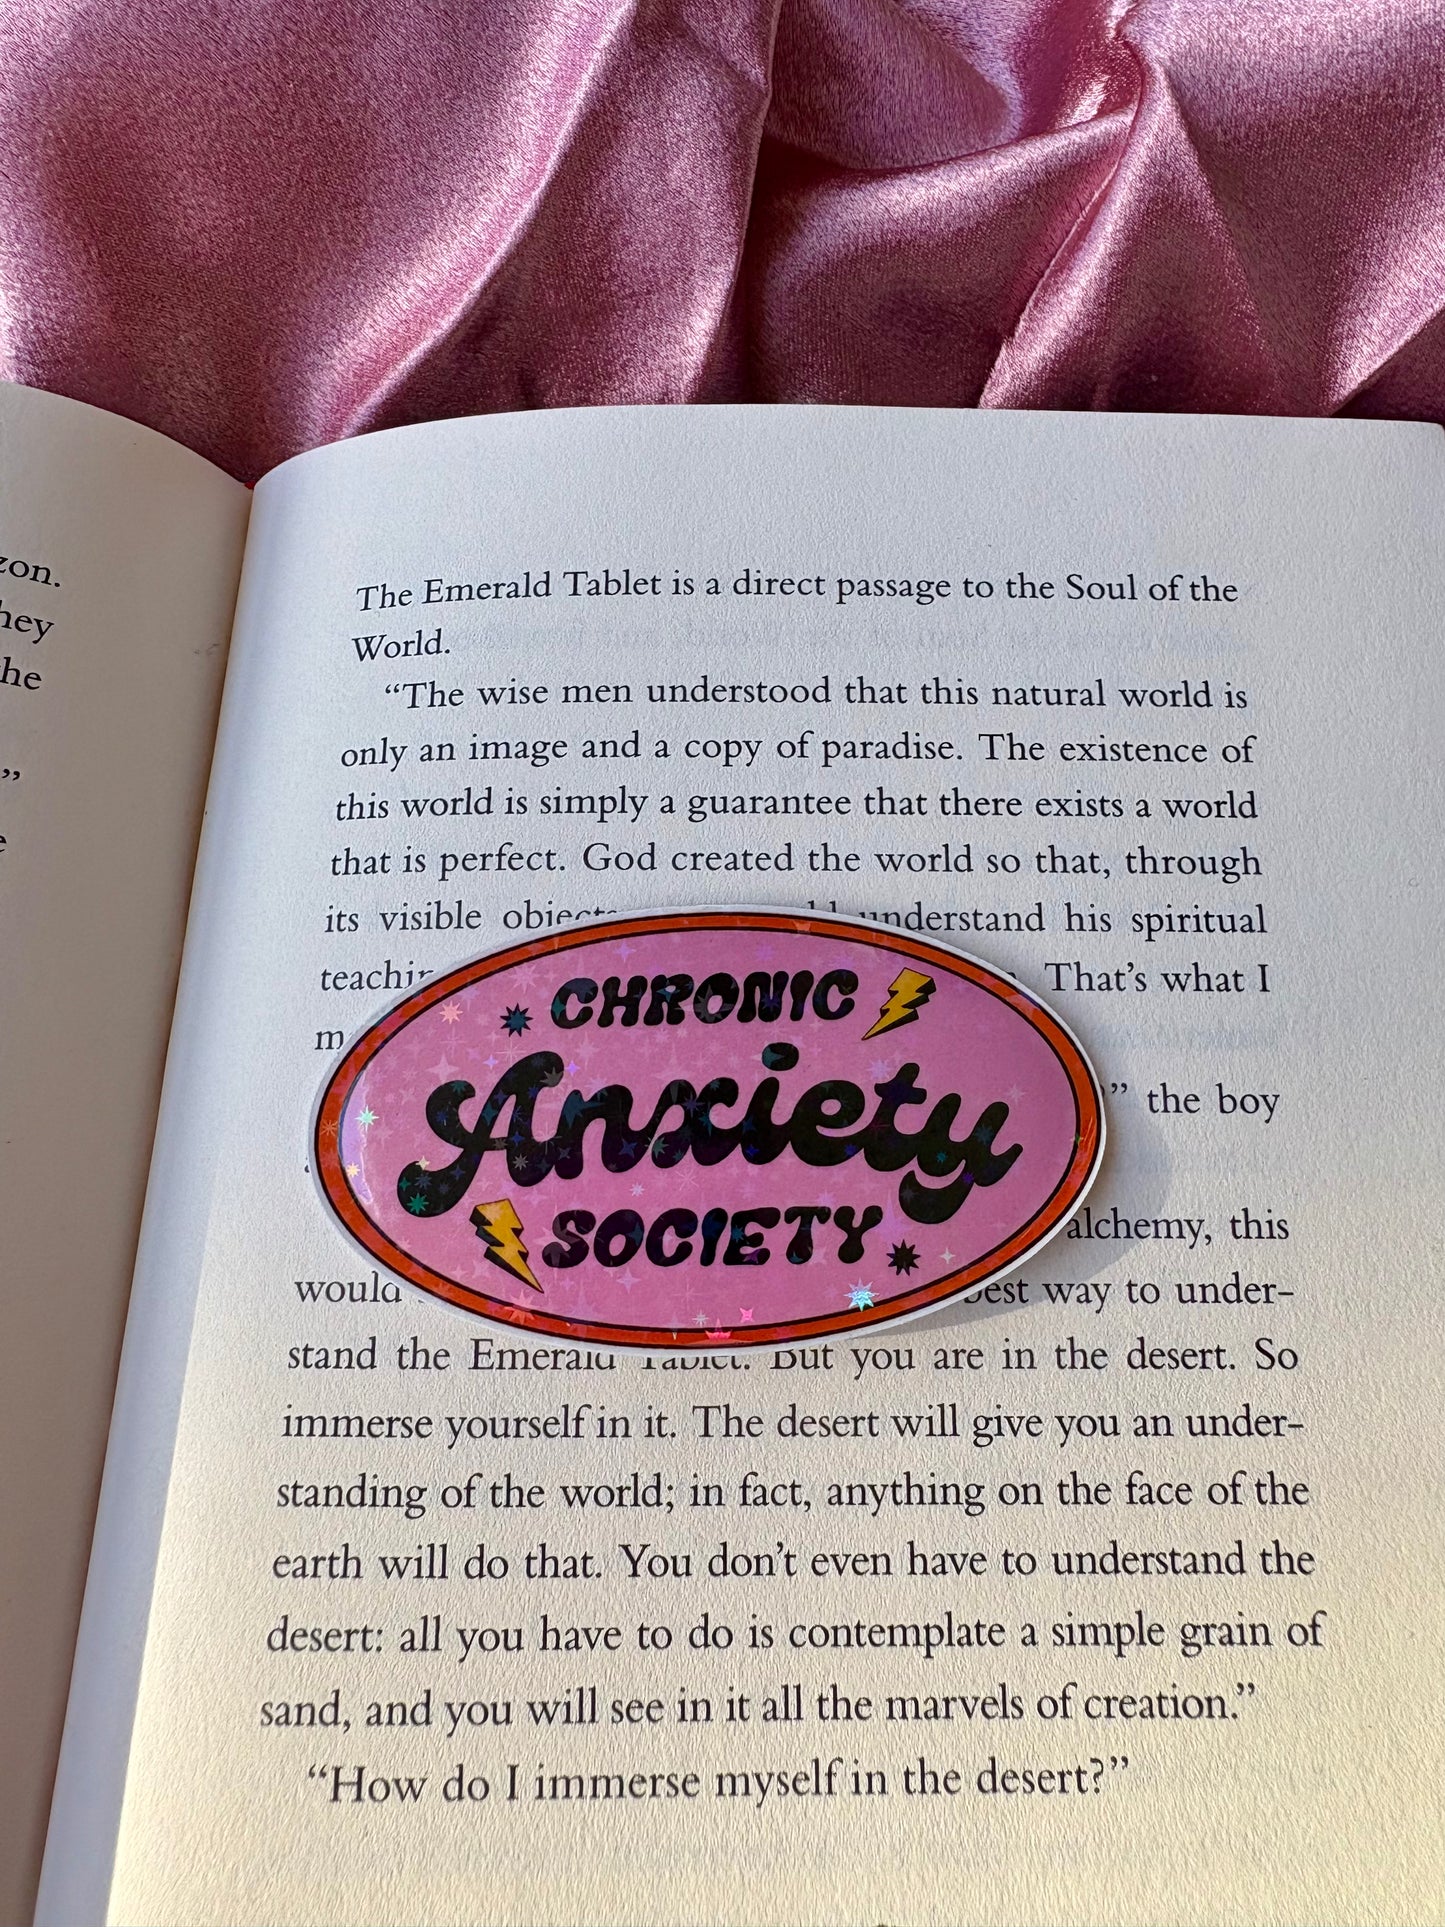 zon.
hey
he
”
e
The Emerald Tablet is a direct passage to the Soul of the
World.
“The wise men understood that this natural world is
only an image and a copy of paradise. The existence of
this world is simply a guarantee that there exists a world
that is perfect. God created the world so that, through
its visible understand his spiritual
That’s what I
” the boy
alchemy, this
way to under-
stand the Emerald Tablet. But you are in the desert. So
immerse yourself in it. The desert will give you an under-
standing of the world; in fact, anything on the face of the
earth will do that. You don’t even have to understand the
desert: all you have to do is contemplate a simple grain of
sand, and you will see in it all the marvels of creation.”
“How do I immerse myself in the desert?”
CHRONIC
Anxiety
SOCIETY